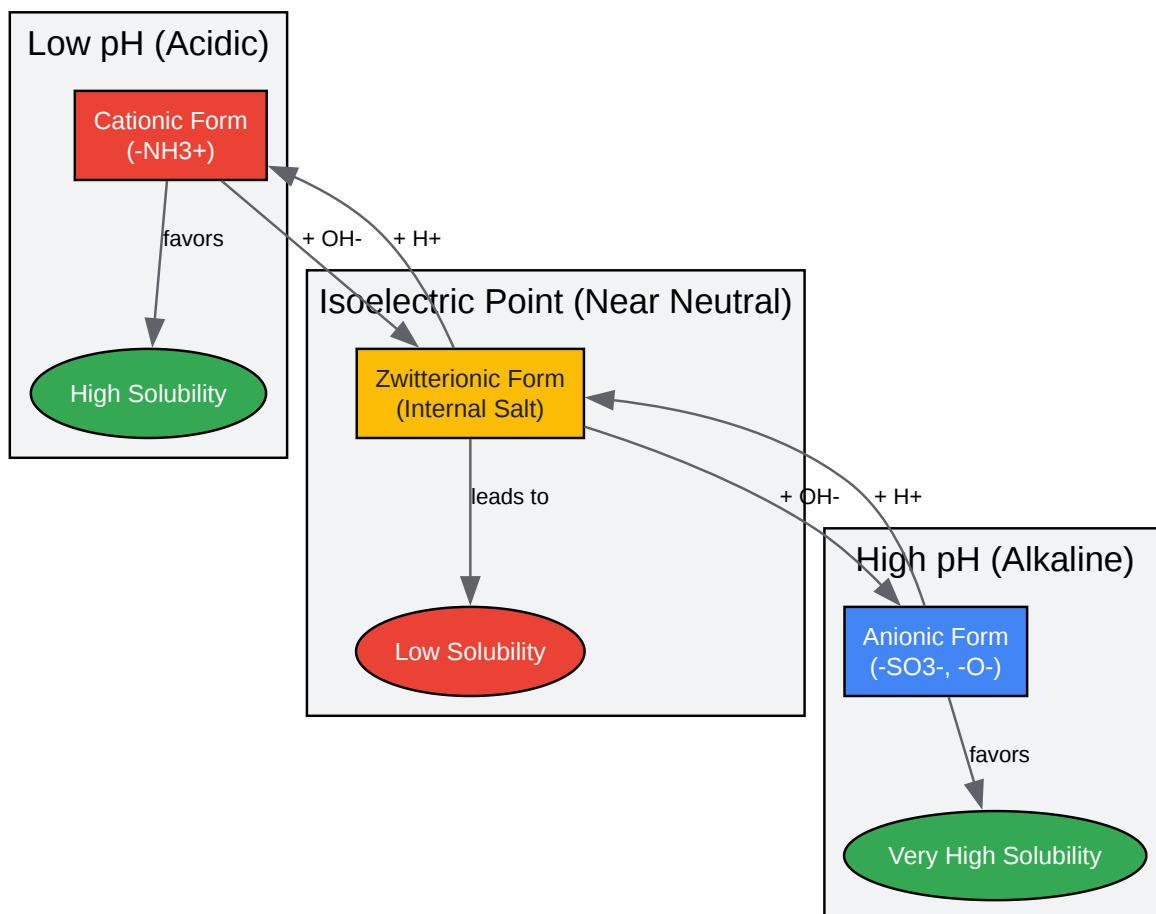 Low pH (Acidic)
Cationic Form
(-NH3+)
favors
+ OH-
+ H+
High Solubility
Isoelectric Point (Near Neutral)
Zwitterionic Form
(Internal Salt)
leads to
+ OH-
+ H+
Low Solubility
High pH (Alkaline)
Anionic Form
(-SO3-, -O-)
favors
Very High Solubility